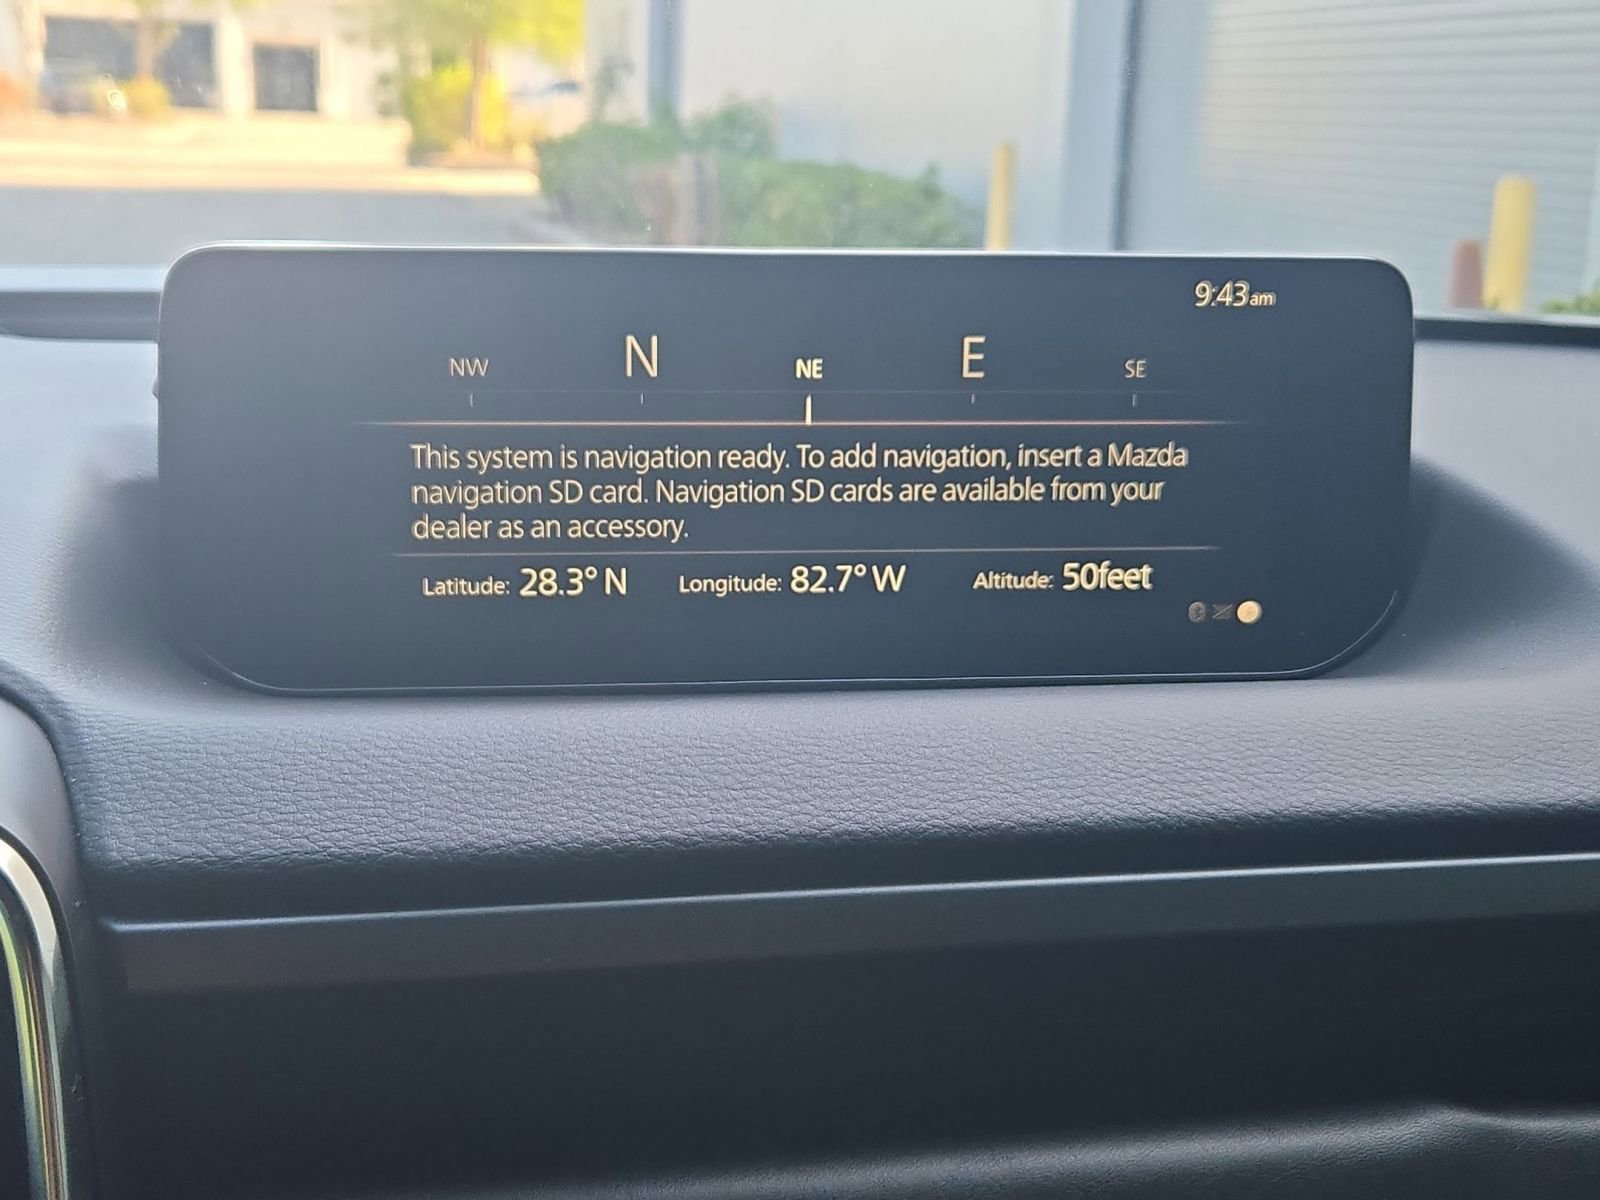 9:43am
NW N NE E SE
This system is navigation ready. To add navigation, insert a Mazda
navigation SD card. Navigation SD cards are available from your
dealer as an accessory.
Latitude: 28.3° N Longitude: 82.7° W Altitude: 50feet